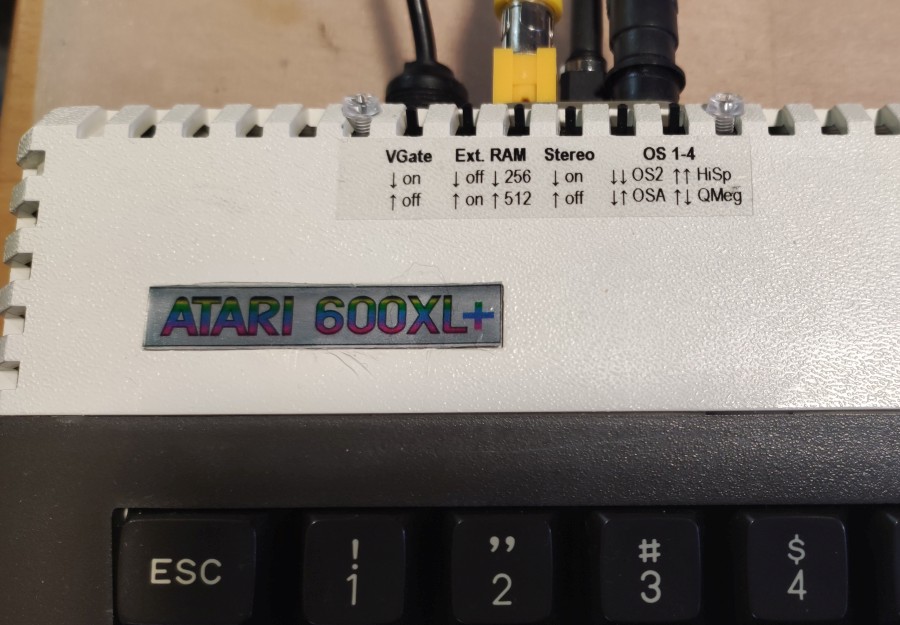 VGate Ext. RAM Stereo OS 1-4
↓ on ↓ off ↓ 256 ↓ on ↓↓ OS2 ↑↑ HiSp
↑ off ↑ on ↑ 512 ↑ off ↓↑ OSA ↑↓ QMeg
ATARI 600XL+
ESC ! " # $
1 2 3 4